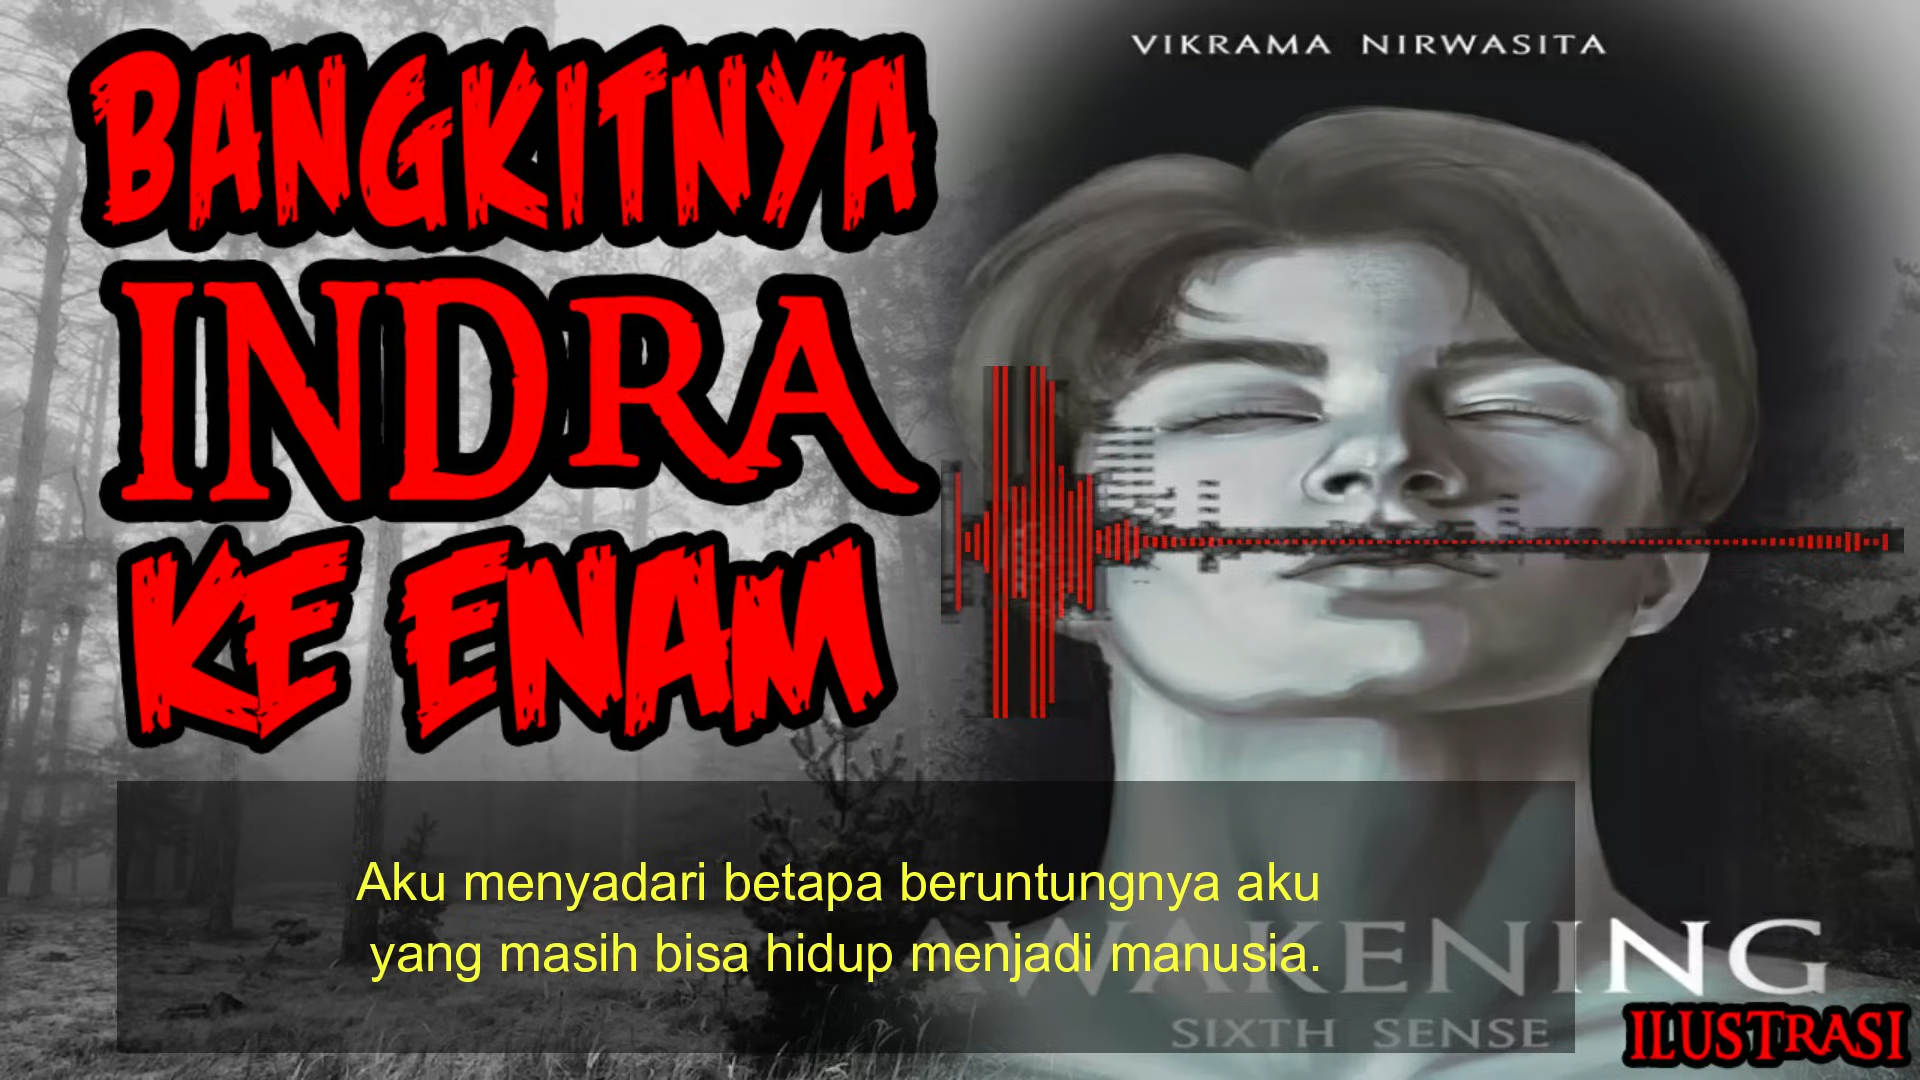 BANGKITNYA
INDRA
KE ENAM
VIKRAMA NIRWASITA
Aku menyadari betapa beruntungnya aku
yang masih bisa hidup menjadi manusia.
AWAKENING
SIXTH SENSE
ILUSTRASI